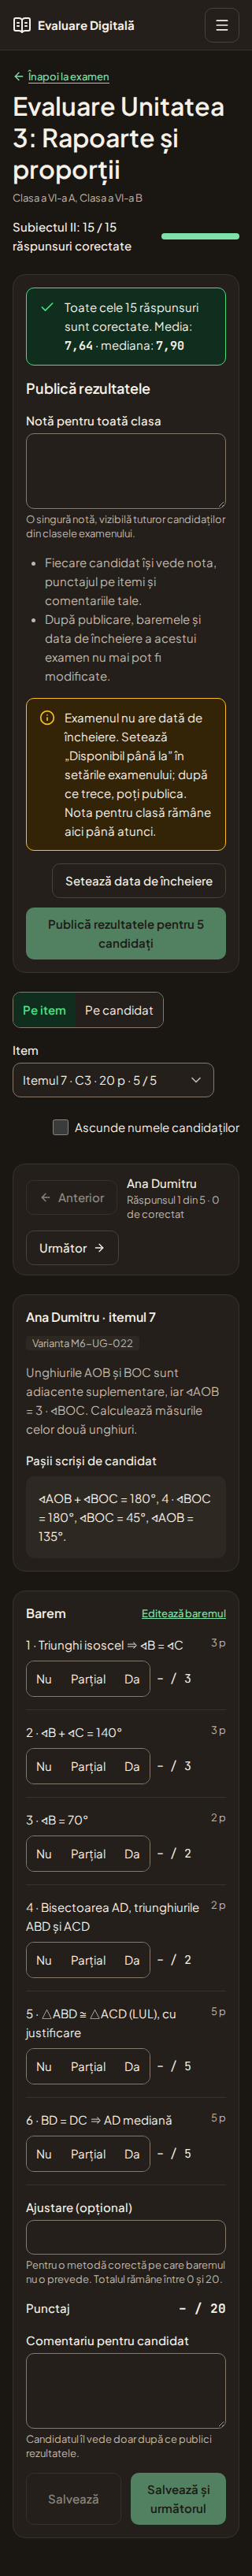 Evaluare Digitală
← Înapoi la examen
Evaluare Unitatea
3: Rapoarte și
proporții
Clasa a VI-a A, Clasa a VI-a B
Subiectul II: 15 / 15
răspunsuri corectate
Toate cele 15 răspunsuri
sunt corectate. Media:
7,64 · mediana: 7,90
Publică rezultatele
Notă pentru toată clasa
O singură notă, vizibilă tuturor candidaților
din clasele examenului.
• Fiecare candidat își vede nota,
punctajul pe itemi și
comentariile tale.
• După publicare, baremele și
data de încheiere a acestui
examen nu mai pot fi
modificate.
Examenul nu are dată de
încheiere. Setează
„Disponibil până la” în
setările examenului; după
ce trece, poți publica.
Nota pentru clasă rămâne
aici până atunci.
Setează data de încheiere
Publică rezultatele pentru 5
candidați
Pe item Pe candidat
Item
Itemul 7 · C3 · 20 p · 5 / 5
Ascunde numele candidaților
← Anterior
Ana Dumitru
Răspunsul 1 din 5 · 0
de corectat
Următor →
Ana Dumitru · itemul 7
Varianta M6-UG-022
Unghiurile AOB și BOC sunt
adiacente suplementare, iar ∢AOB
= 3 · ∢BOC. Calculează măsurile
celor două unghiuri.
Pașii scriși de candidat
∢AOB + ∢BOC = 180°, 4 · ∢BOC
= 180°, ∢BOC = 45°, ∢AOB =
135°.
Barem Editează baremul
1 · Triunghi isoscel ⇒ ∢B = ∢C 3 p
Nu Parțial Da – / 3
2 · ∢B + ∢C = 140° 3 p
Nu Parțial Da – / 3
3 · ∢B = 70° 2 p
Nu Parțial Da – / 2
4 · Bisectoarea AD, triunghiurile 2 p
ABD și ACD
Nu Parțial Da – / 2
5 · △ABD ≅ △ACD (LUL), cu 5 p
justificare
Nu Parțial Da – / 5
6 · BD = DC ⇒ AD mediană 5 p
Nu Parțial Da – / 5
Ajustare (opțional)
Pentru o metodă corectă pe care baremul
nu o prevede. Totalul rămâne între 0 și 20.
Punctaj – / 20
Comentariu pentru candidat
Candidatul îl vede doar după ce publici
rezultatele.
Salvează
Salvează și
următorul